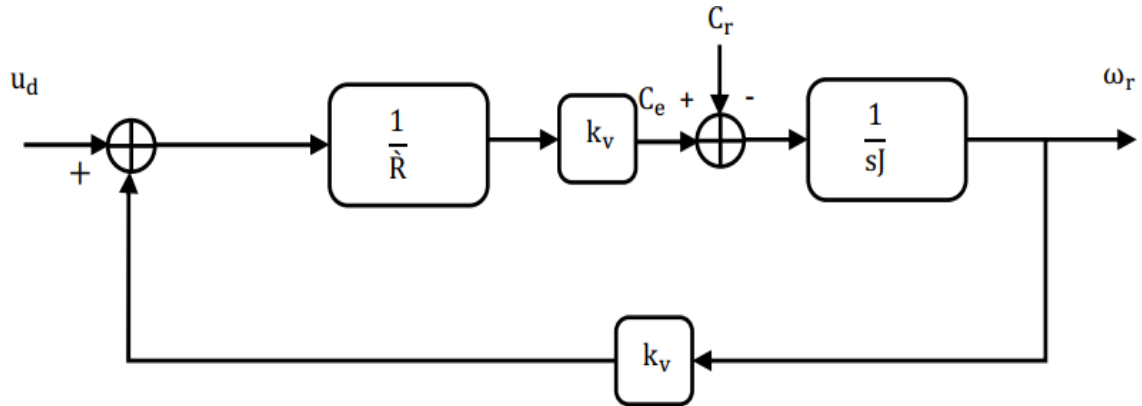 C_r
u_d
ω_r
+
1
R̀
k_v
C_e + -
1
sJ
k_v